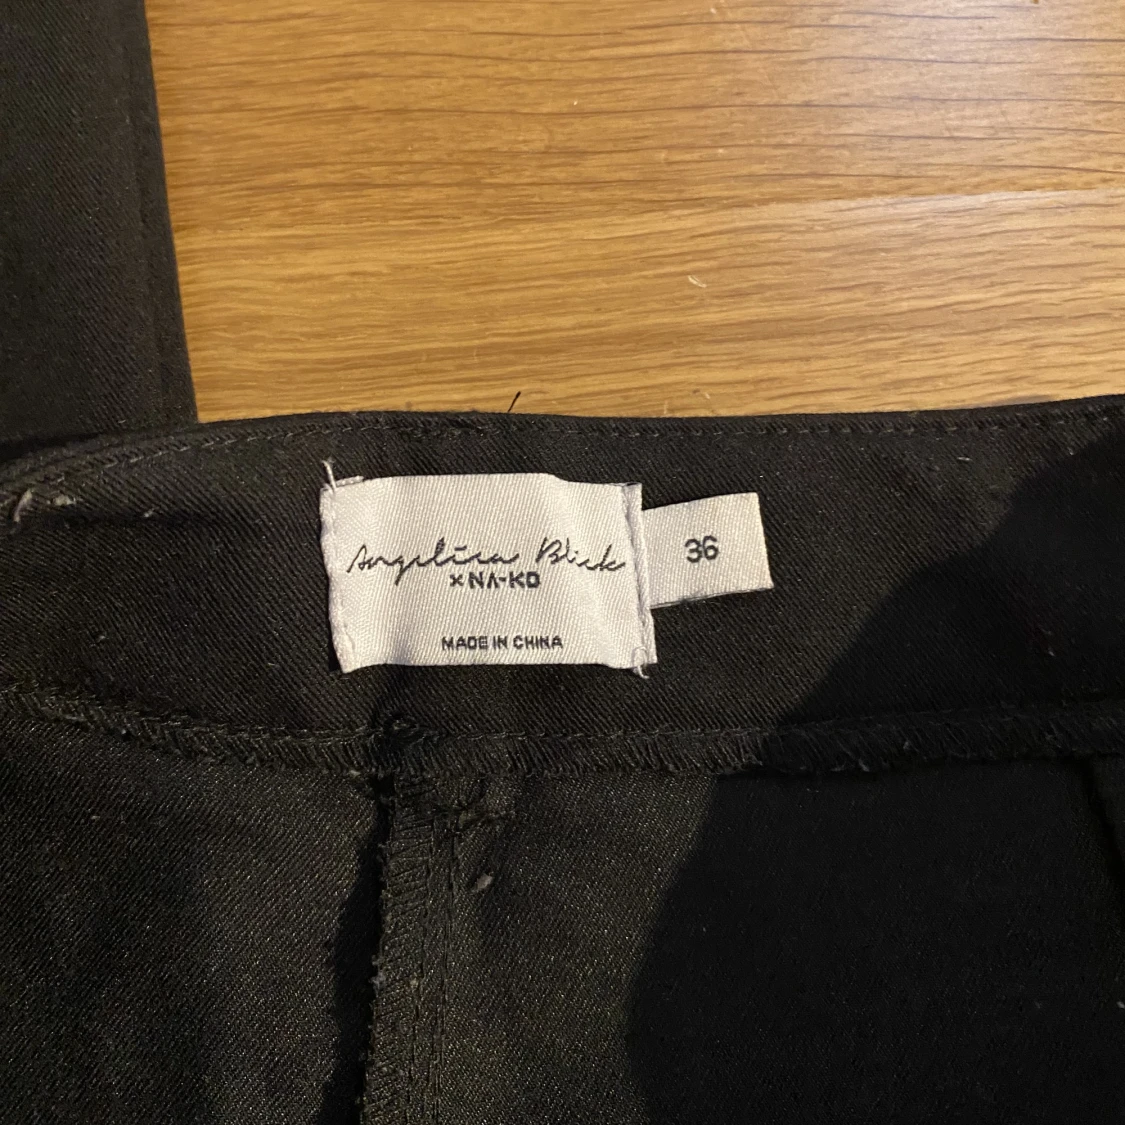 Angelica Blick
× NA-KD
MADE IN CHINA
36